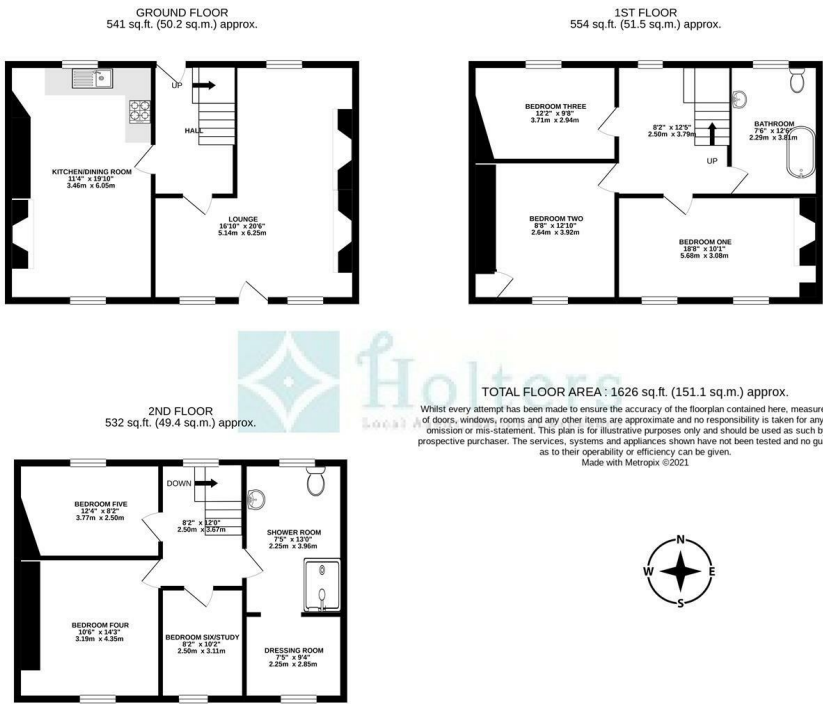 GROUND FLOOR
541 sq.ft. (50.2 sq.m.) approx.
UP
HALL
KITCHEN/DINING ROOM
11'4" x 19'10"
3.46m x 6.05m
LOUNGE
16'10" x 20'6"
5.14m x 6.25m
1ST FLOOR
554 sq.ft. (51.5 sq.m.) approx.
BEDROOM THREE
12'2" x 9'8"
3.71m x 2.94m
8'2" x 12'5"
2.50m x 3.79m
UP
BATHROOM
7'6" x 12'6"
2.29m x 3.81m
BEDROOM TWO
8'8" x 12'10"
2.64m x 3.92m
BEDROOM ONE
18'8" x 10'1"
5.68m x 3.08m
Holters
Local
2ND FLOOR
532 sq.ft. (49.4 sq.m.) approx.
DOWN
BEDROOM FIVE
12'4" x 8'2"
3.77m x 2.50m
8'2" x 12'0"
2.50m x 3.67m
SHOWER ROOM
7'5" x 13'0"
2.25m x 3.96m
BEDROOM FOUR
10'6" x 14'3"
3.19m x 4.35m
BEDROOM SIX/STUDY
8'2" x 10'2"
2.50m x 3.11m
DRESSING ROOM
7'5" x 9'4"
2.25m x 2.85m
TOTAL FLOOR AREA : 1626 sq.ft. (151.1 sq.m.) approx.
Whilst every attempt has been made to ensure the accuracy of the floorplan contained here, measure
of doors, windows, rooms and any other items are approximate and no responsibility is taken for any
omission or mis-statement. This plan is for illustrative purposes only and should be used as such b
prospective purchaser. The services, systems and appliances shown have not been tested and no gu
as to their operability or efficiency can be given.
Made with Metropix ©2021
N
W E
S